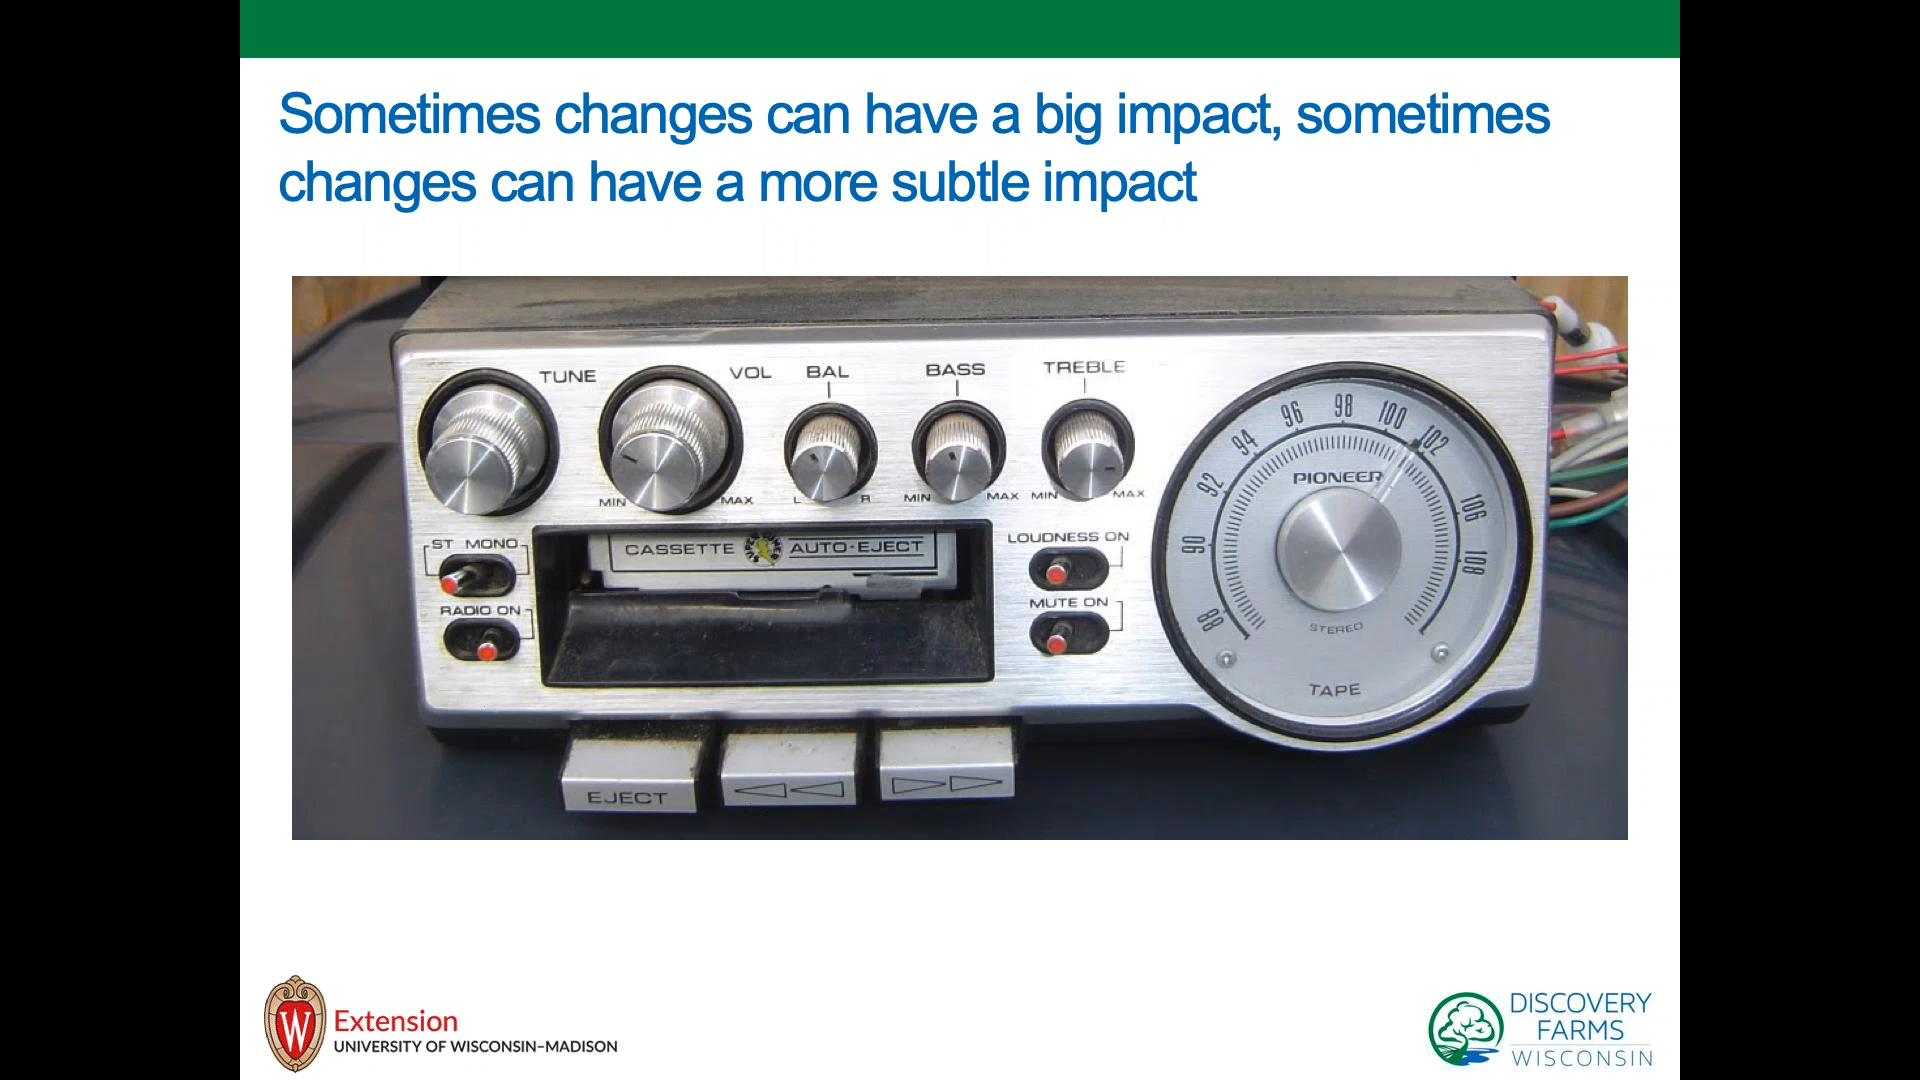 Sometimes changes can have a big impact, sometimes
changes can have a more subtle impact
TUNE
VOL
BAL
BASS
TREBLE
MIN
MAX
L
R
MIN
MAX
MIN
MAX
ST MONO
RADIO ON
CASSETTE
AUTO-EJECT
LOUDNESS ON
MUTE ON
88
90
92
94
96
98
100
102
106
108
PIONEER
STEREO
TAPE
EJECT
W
Extension
UNIVERSITY OF WISCONSIN–MADISON
DISCOVERY
FARMS
WISCONSIN